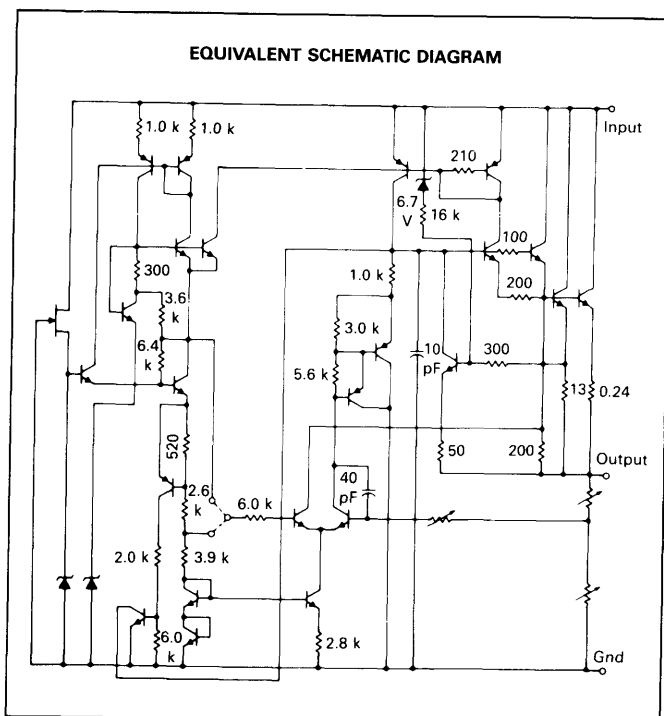 EQUIVALENT SCHEMATIC DIAGRAM
Input
1.0 k
1.0 k
210
6.7
V
16 k
100
300
1.0 k
200
3.6
k
3.0 k
6.4
k
10
pF
300
5.6 k
13
0.24
520
50
200
Output
2.6
k
40
pF
6.0 k
2.0 k
3.9 k
6.0
k
2.8 k
Gnd